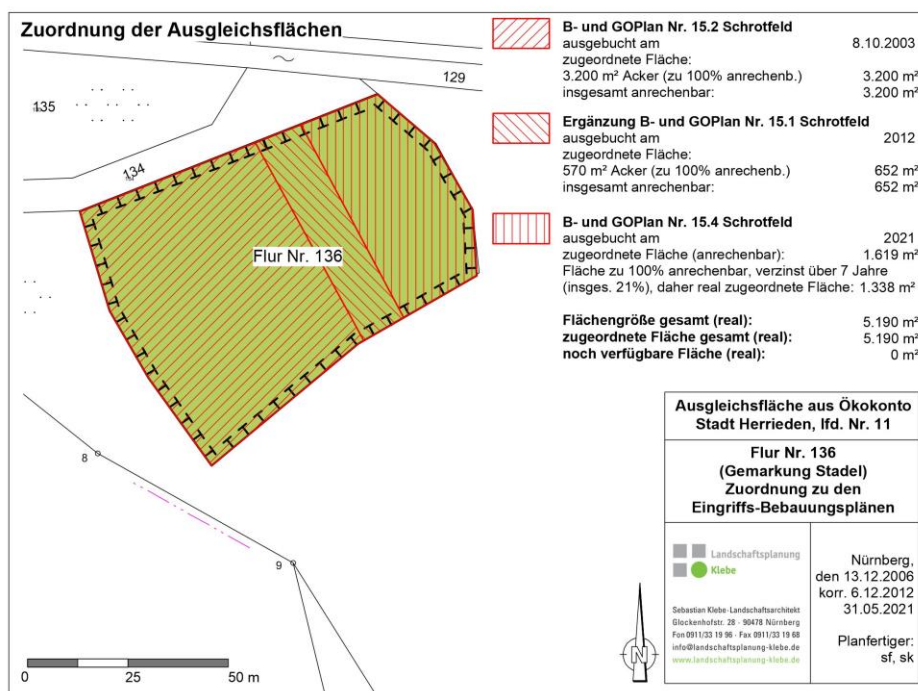 Zuordnung der Ausgleichsflächen
129
135
134
Flur Nr. 136
8
9
0 25 50 m
N
B- und GOPlan Nr. 15.2 Schrotfeld
ausgebucht am 8.10.2003
zugeordnete Fläche:
3.200 m² Acker (zu 100% anrechenb.) 3.200 m²
insgesamt anrechenbar: 3.200 m²
Ergänzung B- und GOPlan Nr. 15.1 Schrotfeld
ausgebucht am 2012
zugeordnete Fläche:
570 m² Acker (zu 100% anrechenb.) 652 m²
insgesamt anrechenbar: 652 m²
B- und GOPlan Nr. 15.4 Schrotfeld
ausgebucht am 2021
zugeordnete Fläche (anrechenbar): 1.619 m²
Fläche zu 100% anrechenbar, verzinst über 7 Jahre
(insges. 21%), daher real zugeordnete Fläche: 1.338 m²
Flächengröße gesamt (real): 5.190 m²
zugeordnete Fläche gesamt (real): 5.190 m²
noch verfügbare Fläche (real): 0 m²
Ausgleichsfläche aus Ökokonto
Stadt Herrieden, lfd. Nr. 11
Flur Nr. 136
(Gemarkung Stadel)
Zuordnung zu den
Eingriffs-Bebauungsplänen
Landschaftsplanung
Klebe
Sebastian Klebe-Landschaftsarchitekt
Glockenhofstr. 28 - 90478 Nürnberg
Fon 0911/33 19 96 - Fax 0911/33 19 68
info@landschaftsplanung-klebe.de
www.landschaftsplanung-klebe.de
Nürnberg,
den 13.12.2006
korr. 6.12.2012
31.05.2021
Planfertiger:
sf, sk